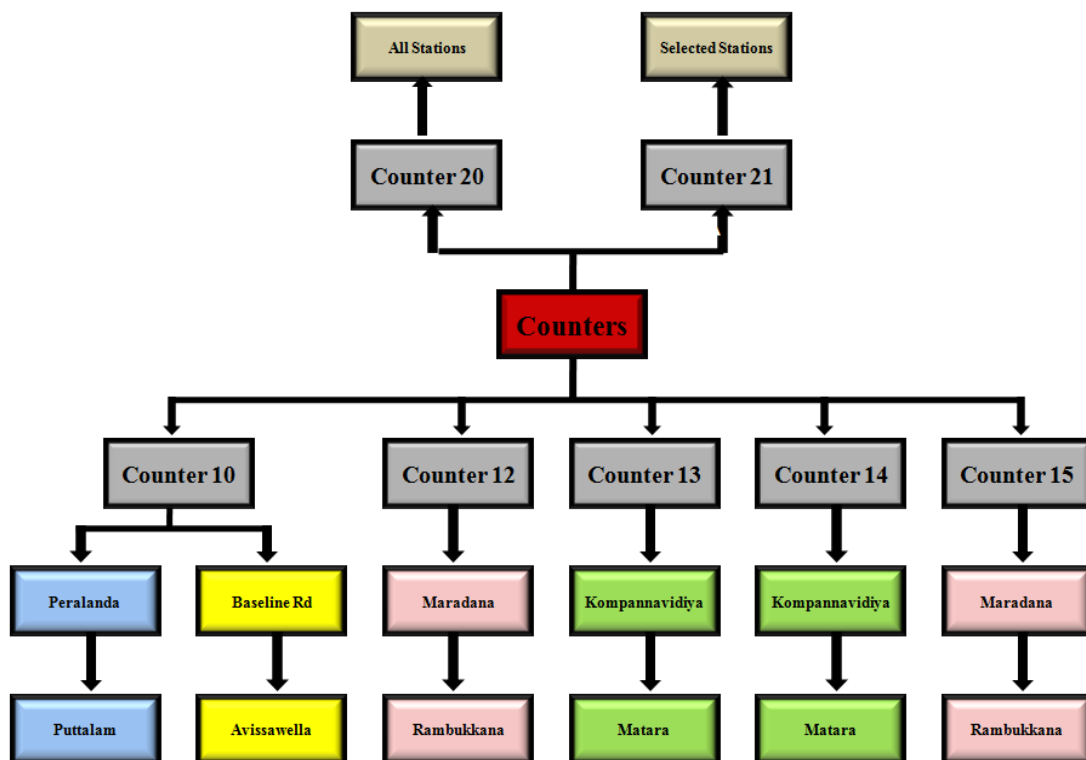 All Stations
Selected Stations
Counter 20
Counter 21
Counters
Counter 10
Counter 12
Counter 13
Counter 14
Counter 15
Peralanda
Baseline Rd
Maradana
Kompannavidiya
Kompannavidiya
Maradana
Puttalam
Avissawella
Rambukkana
Matara
Matara
Rambukkana